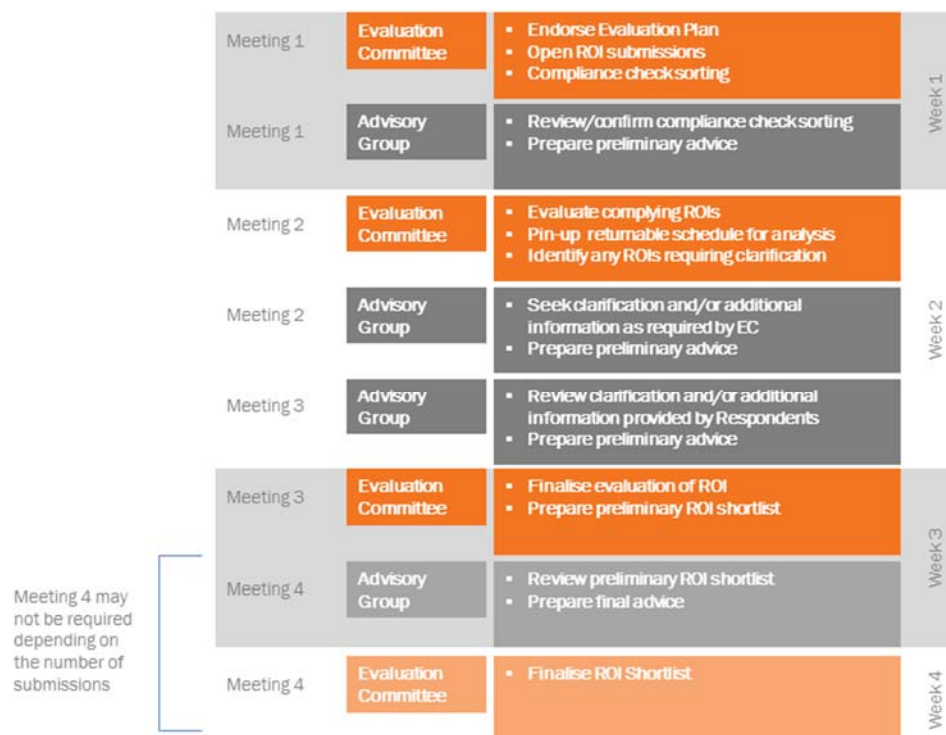 Meeting 1
Evaluation
Committee
▪ Endorse Evaluation Plan
▪ Open ROI submissions
▪ Compliance check sorting
Meeting 1
Advisory
Group
▪ Review/confirm compliance check sorting
▪ Prepare preliminary advice
Week 1
Meeting 2
Evaluation
Committee
▪ Evaluate complying ROIs
▪ Pin-up returnable schedule for analysis
▪ Identify any ROIs requiring clarification
Meeting 2
Advisory
Group
▪ Seek clarification and/or additional
information as required by EC
▪ Prepare preliminary advice
Meeting 3
Advisory
Group
▪ Review clarification and/or additional
information provided by Respondents
▪ Prepare preliminary advice
Week 2
Meeting 3
Evaluation
Committee
▪ Finalise evaluation of ROI
▪ Prepare preliminary ROI shortlist
Meeting 4
Advisory
Group
▪ Review preliminary ROI shortlist
▪ Prepare final advice
Week 3
Meeting 4 may
not be required
depending on
the number of
submissions
Meeting 4
Evaluation
Committee
▪ Finalise ROI Shortlist
Week 4